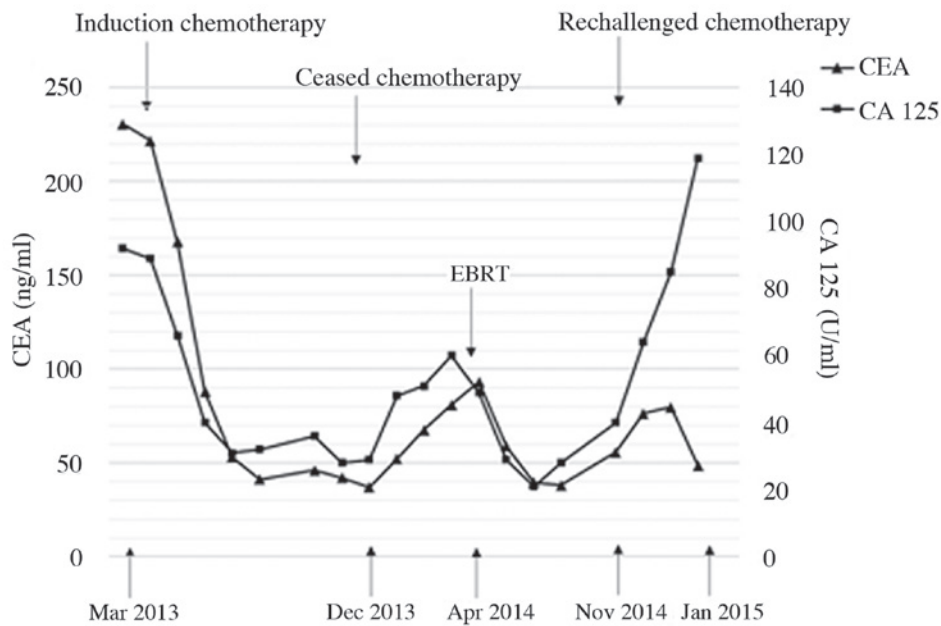 Induction chemotherapy
Rechallenged chemotherapy
Ceased chemotherapy
EBRT
CEA
CA 125
CEA (ng/ml)
250
200
150
100
50
0
CA 125 (U/ml)
140
120
100
80
60
40
20
0
Mar 2013
Dec 2013
Apr 2014
Nov 2014
Jan 2015